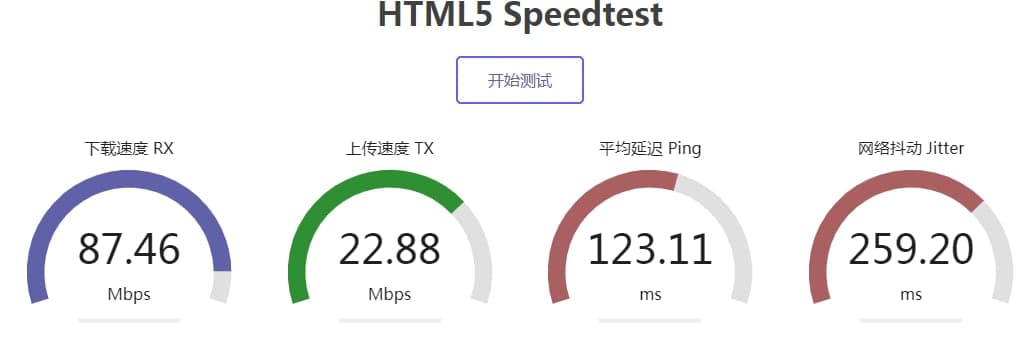 HTML5 Speedtest
开始测试
下载速度 RX
上传速度 TX
平均延迟 Ping
网络抖动 Jitter
87.46
22.88
123.11
259.20
Mbps
Mbps
ms
ms